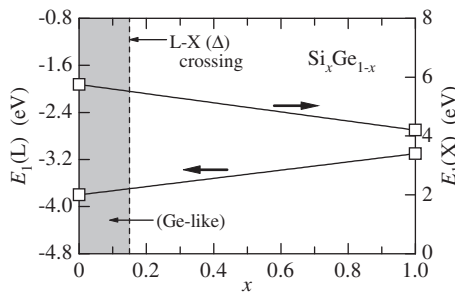 -0.8
-1.6
-2.4
-3.2
-4.0
-4.8
E₁(L) (eV)
L-X (Δ)
crossing
SiₓGe₁₋ₓ
(Ge-like)
8
6
4
2
0
E₁(X) (eV)
0 0.2 0.4 0.6 0.8 1.0
x